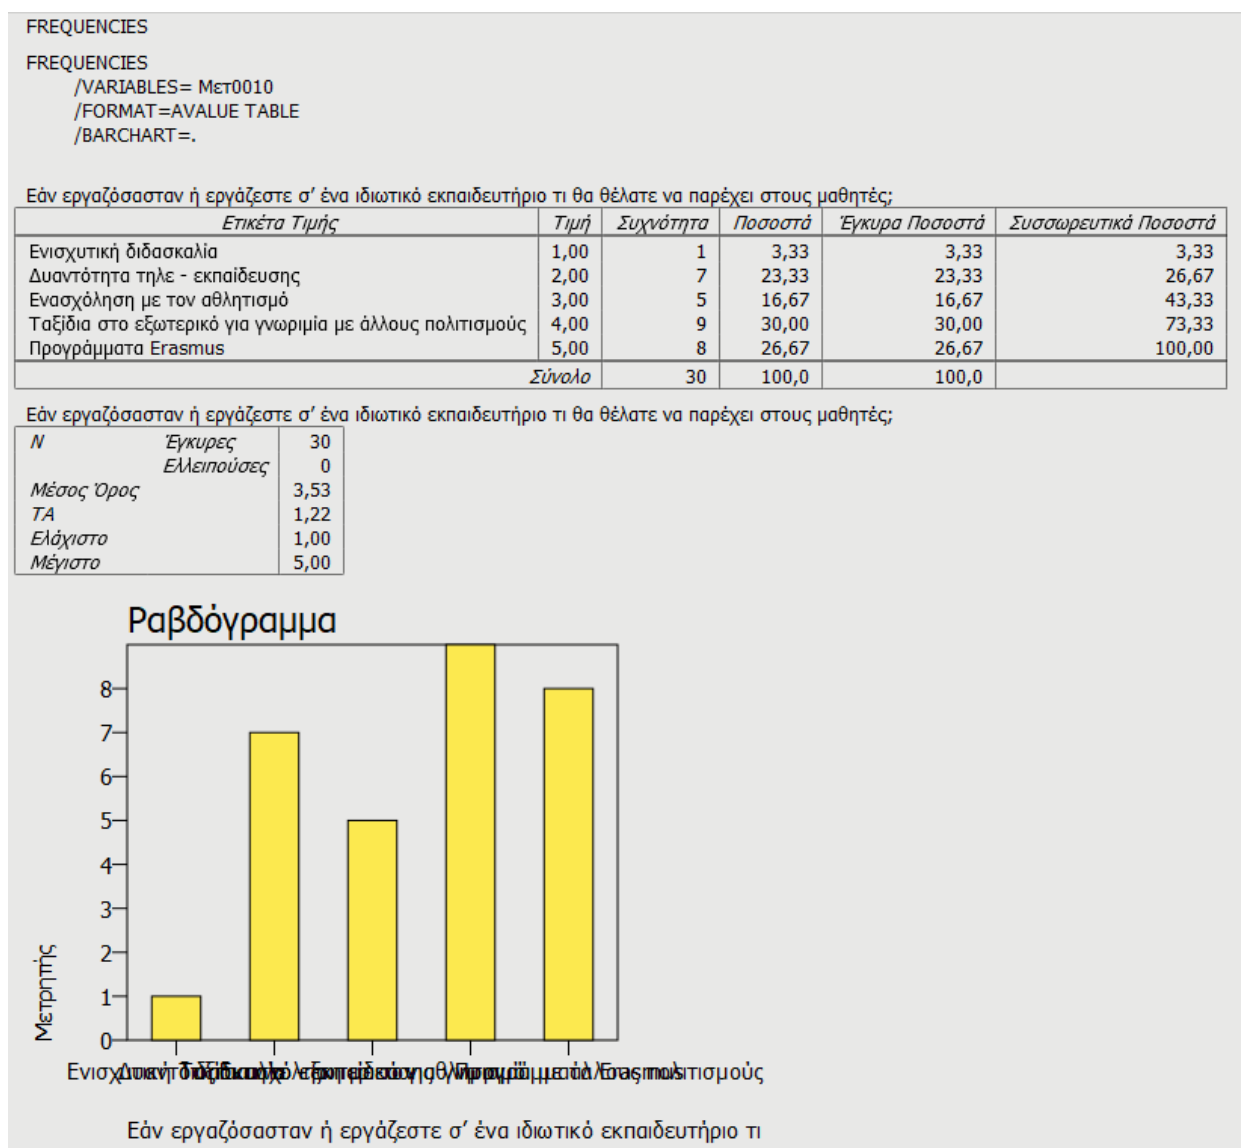 FREQUENCIES
FREQUENCIES
/VARIABLES= Μετ0010
/FORMAT=AVALUE TABLE
/BARCHART=.
Εάν εργαζόσασταν ή εργάζεστε σ' ένα ιδιωτικό εκπαιδευτήριο τι θα θέλατε να παρέχει στους μαθητές;
Ετικέτα Τιμής Τιμή Συχνότητα Ποσοστά Έγκυρα Ποσοστά Συσσωρευτικά Ποσοστά
Ενισχυτική διδασκαλία 1,00 1 3,33 3,33 3,33
Δυαντότητα τηλε - εκπαίδευσης 2,00 7 23,33 23,33 26,67
Ενασχόληση με τον αθλητισμό 3,00 5 16,67 16,67 43,33
Ταξίδια στο εξωτερικό για γνωριμία με άλλους πολιτισμούς 4,00 9 30,00 30,00 73,33
Προγράμματα Erasmus 5,00 8 26,67 26,67 100,00
Σύνολο 30 100,0 100,0
Εάν εργαζόσασταν ή εργάζεστε σ' ένα ιδιωτικό εκπαιδευτήριο τι θα θέλατε να παρέχει στους μαθητές;
N Έγκυρες 30
Ελλειπούσες 0
Μέσος Όρος 3,53
ΤΑ 1,22
Ελάχιστο 1,00
Μέγιστο 5,00
Ραβδόγραμμα
8
7
6
5
4
3
2
1
0
Μετρητής
Εάν εργαζόσασταν ή εργάζεστε σ' ένα ιδιωτικό εκπαιδευτήριο τι